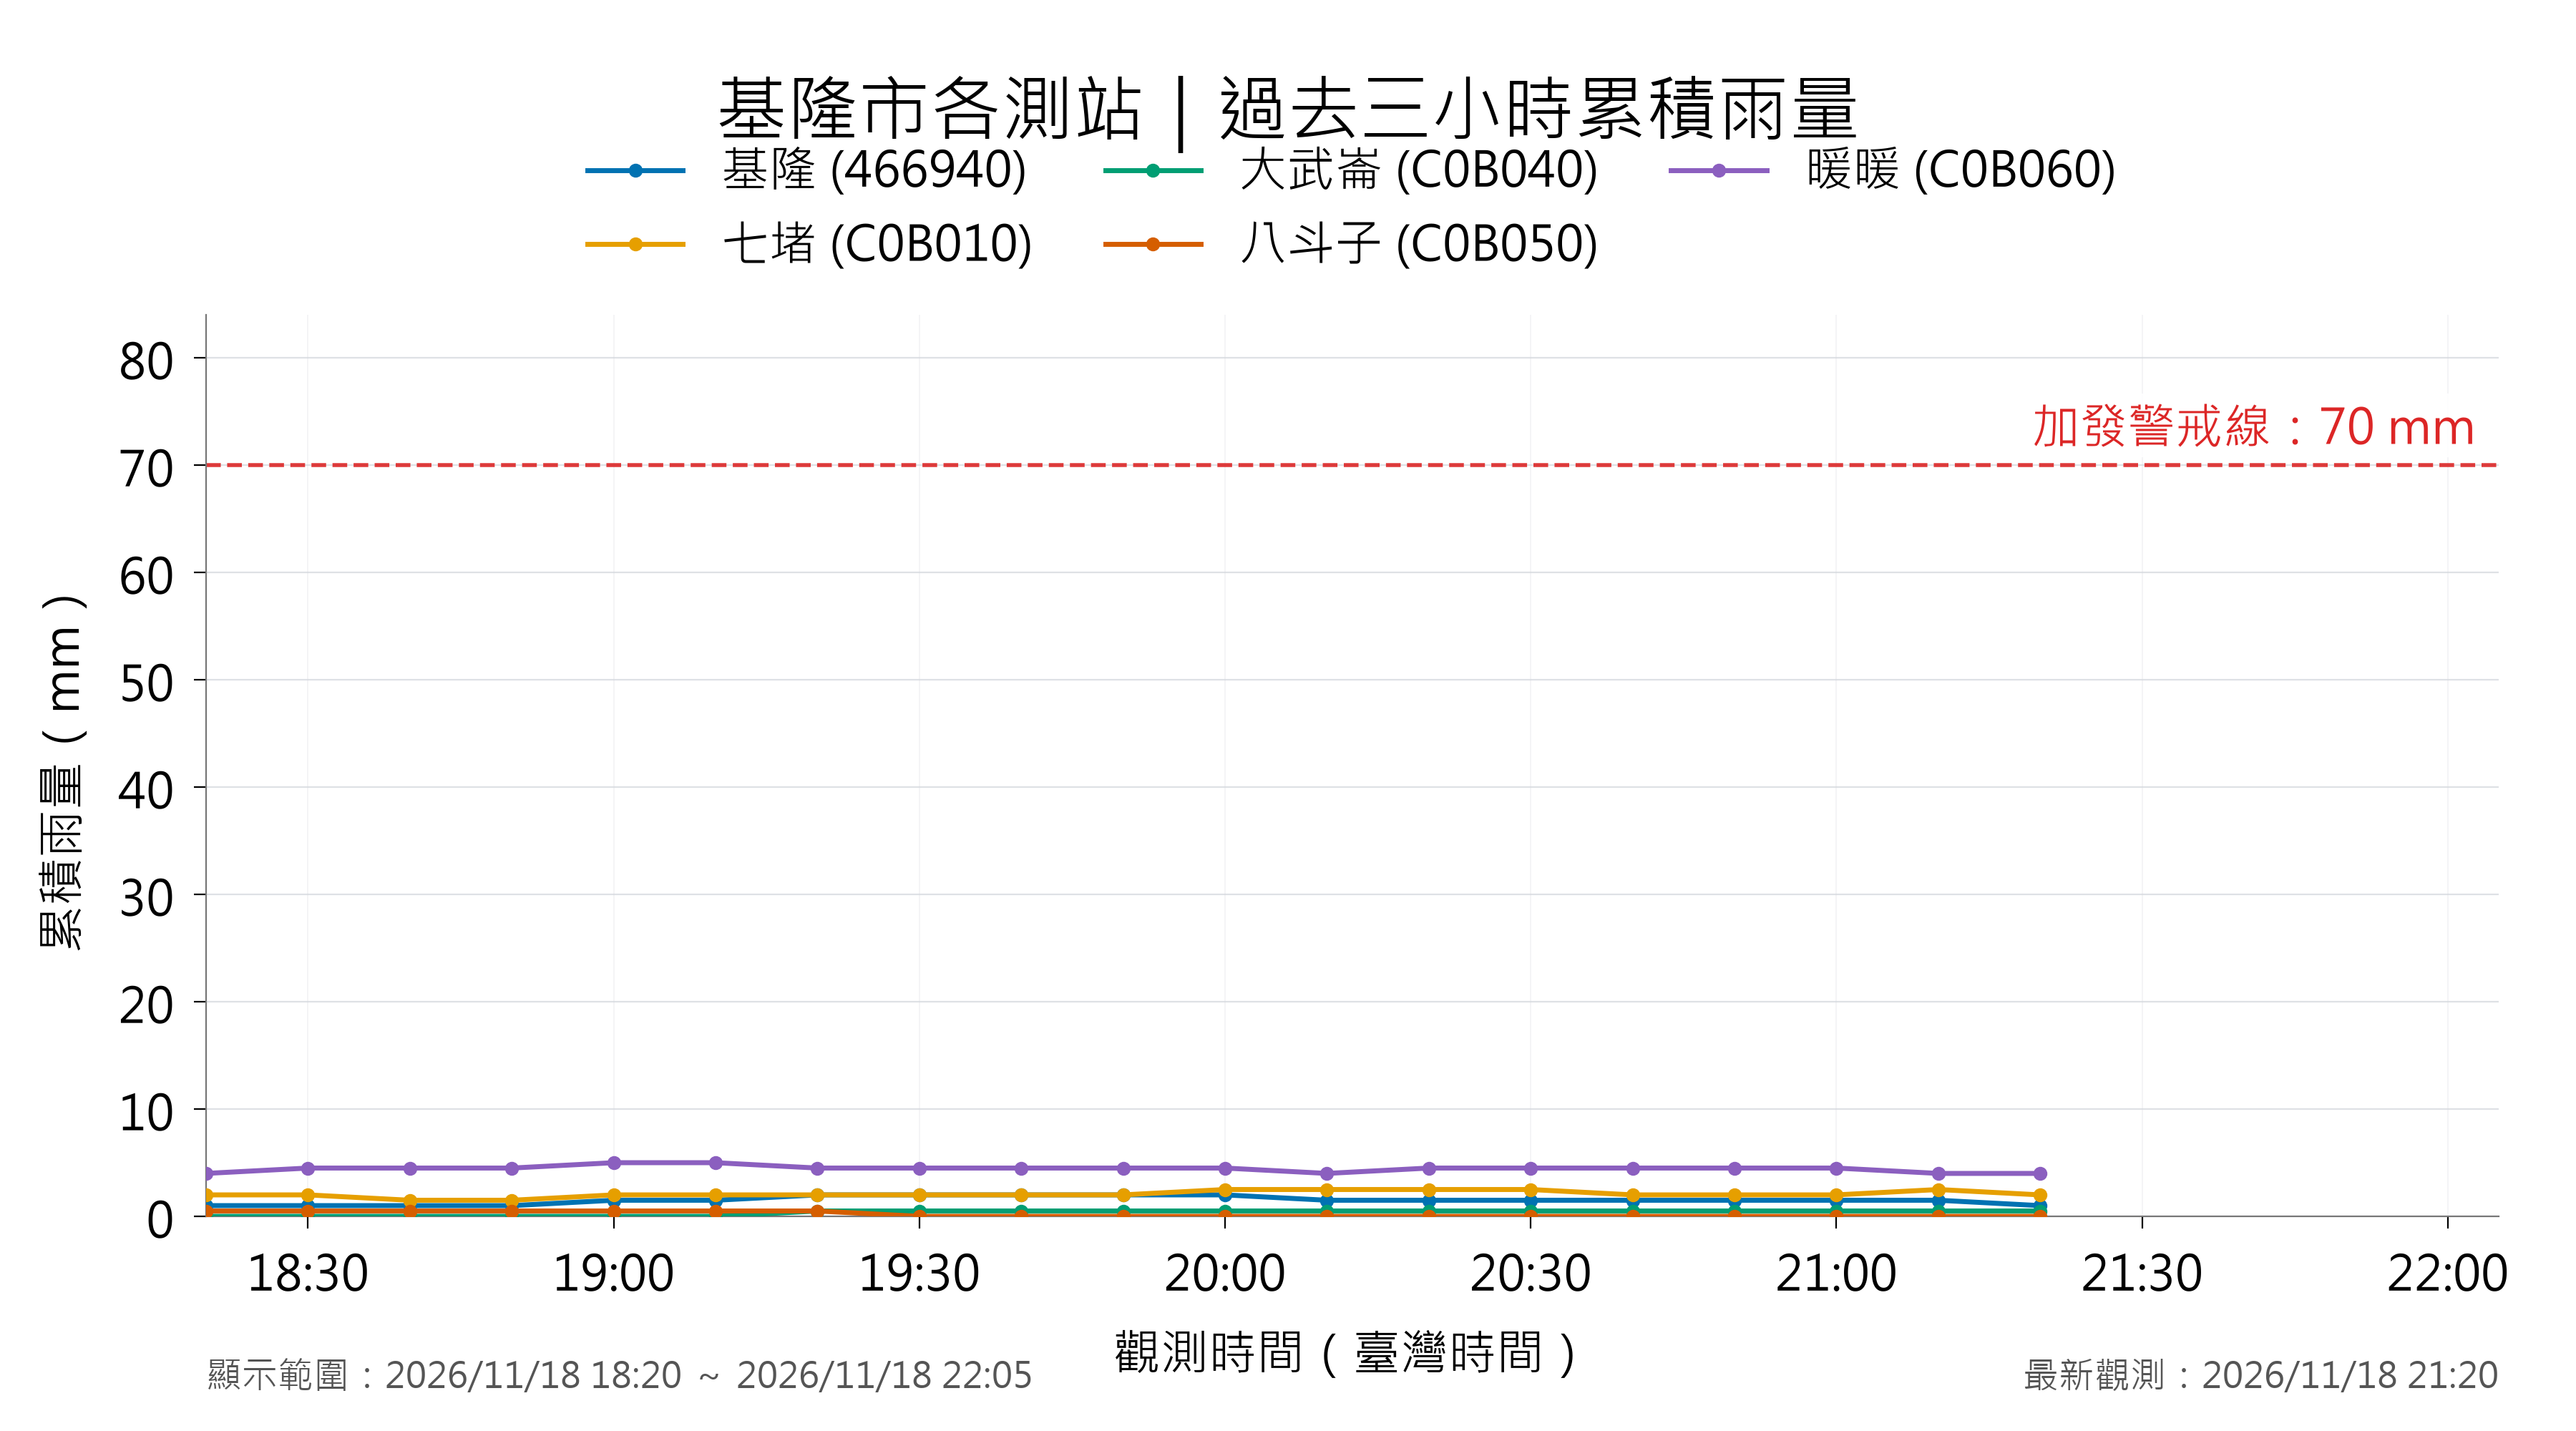 基隆市各測站｜過去三小時累積雨量
基隆 (466940)
大武崙 (C0B040)
暖暖 (C0B060)
七堵 (C0B010)
八斗子 (C0B050)
加發警戒線：70 mm
累積雨量（mm）
80
70
60
50
40
30
20
10
0
18:30
19:00
19:30
20:00
20:30
21:00
21:30
22:00
觀測時間（臺灣時間）
顯示範圍：2026/11/18 18:20 ~ 2026/11/18 22:05
最新觀測：2026/11/18 21:20